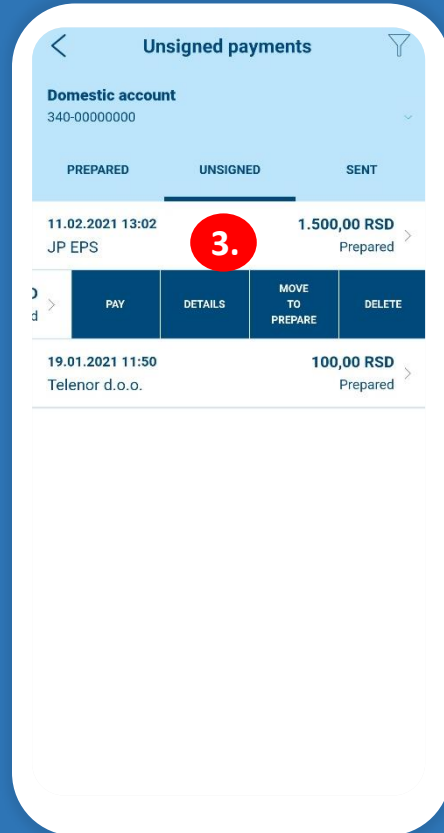 Unsigned payments
Domestic account
340-00000000
PREPARED UNSIGNED SENT
11.02.2021 13:02 1.500,00 RSD
JP EPS Prepared
3.
PAY DETAILS MOVE TO PREPARE DELETE
19.01.2021 11:50 100,00 RSD
Telenor d.o.o. Prepared